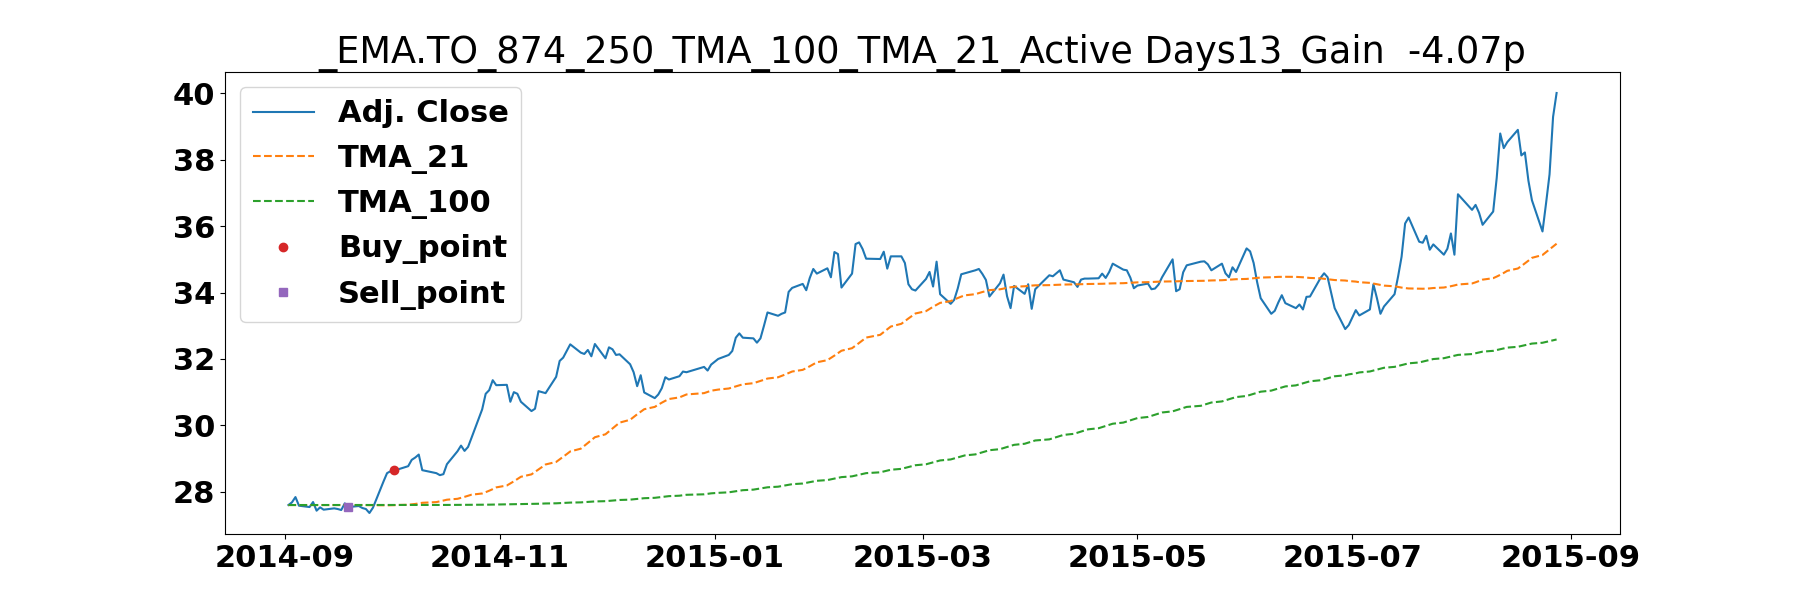 _EMA.TO_874_250_TMA_100_TMA_21_Active Days13_Gain  -4.07p
40
38
36
34
32
30
28
Adj. Close
TMA_21
TMA_100
Buy_point
Sell_point
2014-09 2014-11 2015-01 2015-03 2015-05 2015-07 2015-09